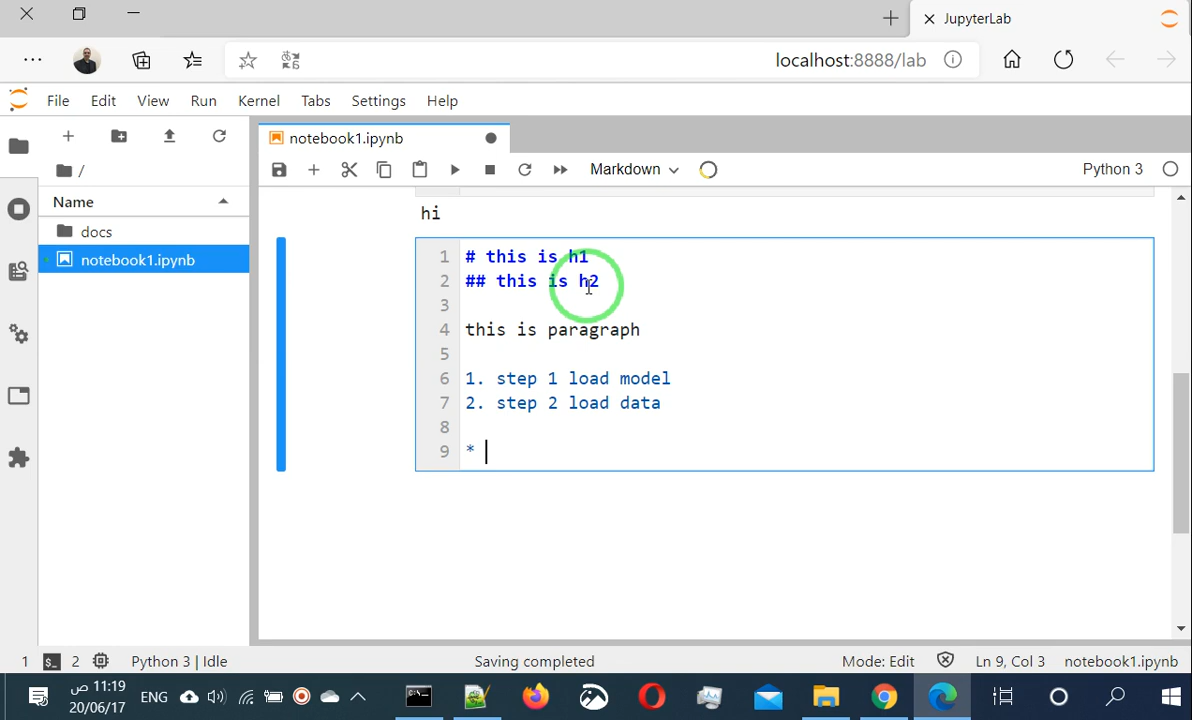 JupyterLab
localhost:8888/lab
File Edit View Run Kernel Tabs Settings Help
notebook1.ipynb
/
Markdown
Python 3
Name
docs
notebook1.ipynb
hi
1 # this is h1
2 ## this is h2
3
4 this is paragraph
5
6 1. step 1 load model
7 2. step 2 load data
8
9 *
1 2 Python 3 | Idle Saving completed Mode: Edit Ln 9, Col 3 notebook1.ipynb
11:19 ص
20/06/17
ENG